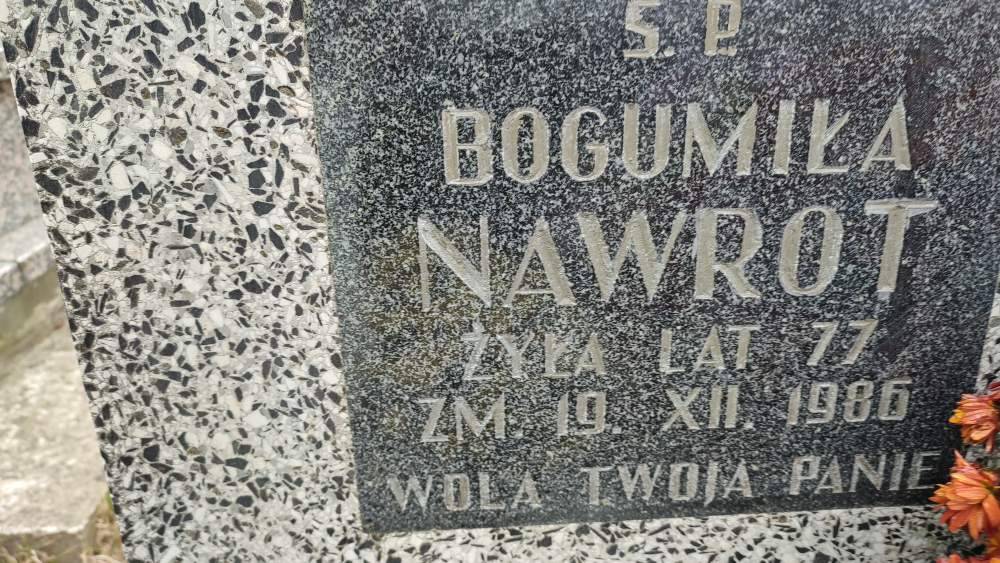 Ś. P.
BOGUMIŁA
NAWROT
ŻYŁA LAT 77
ZM. 19. XII. 1986
WOLA TWOJA PANIE